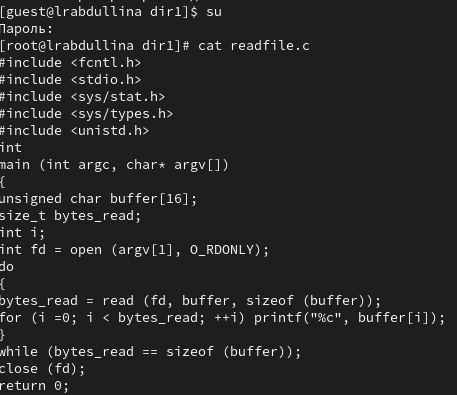 [guest@lrabdullina dir1]$ su
Пароль:
[root@lrabdullina dir1]# cat readfile.c
#include <fcntl.h>
#include <stdio.h>
#include <sys/stat.h>
#include <sys/types.h>
#include <unistd.h>
int
main (int argc, char* argv[])
{
unsigned char buffer[16];
size_t bytes_read;
int i;
int fd = open (argv[1], O_RDONLY);
do
{
bytes_read = read (fd, buffer, sizeof (buffer));
for (i =0; i < bytes_read; ++i) printf("%c", buffer[i]);
}
while (bytes_read == sizeof (buffer));
close (fd);
return 0;